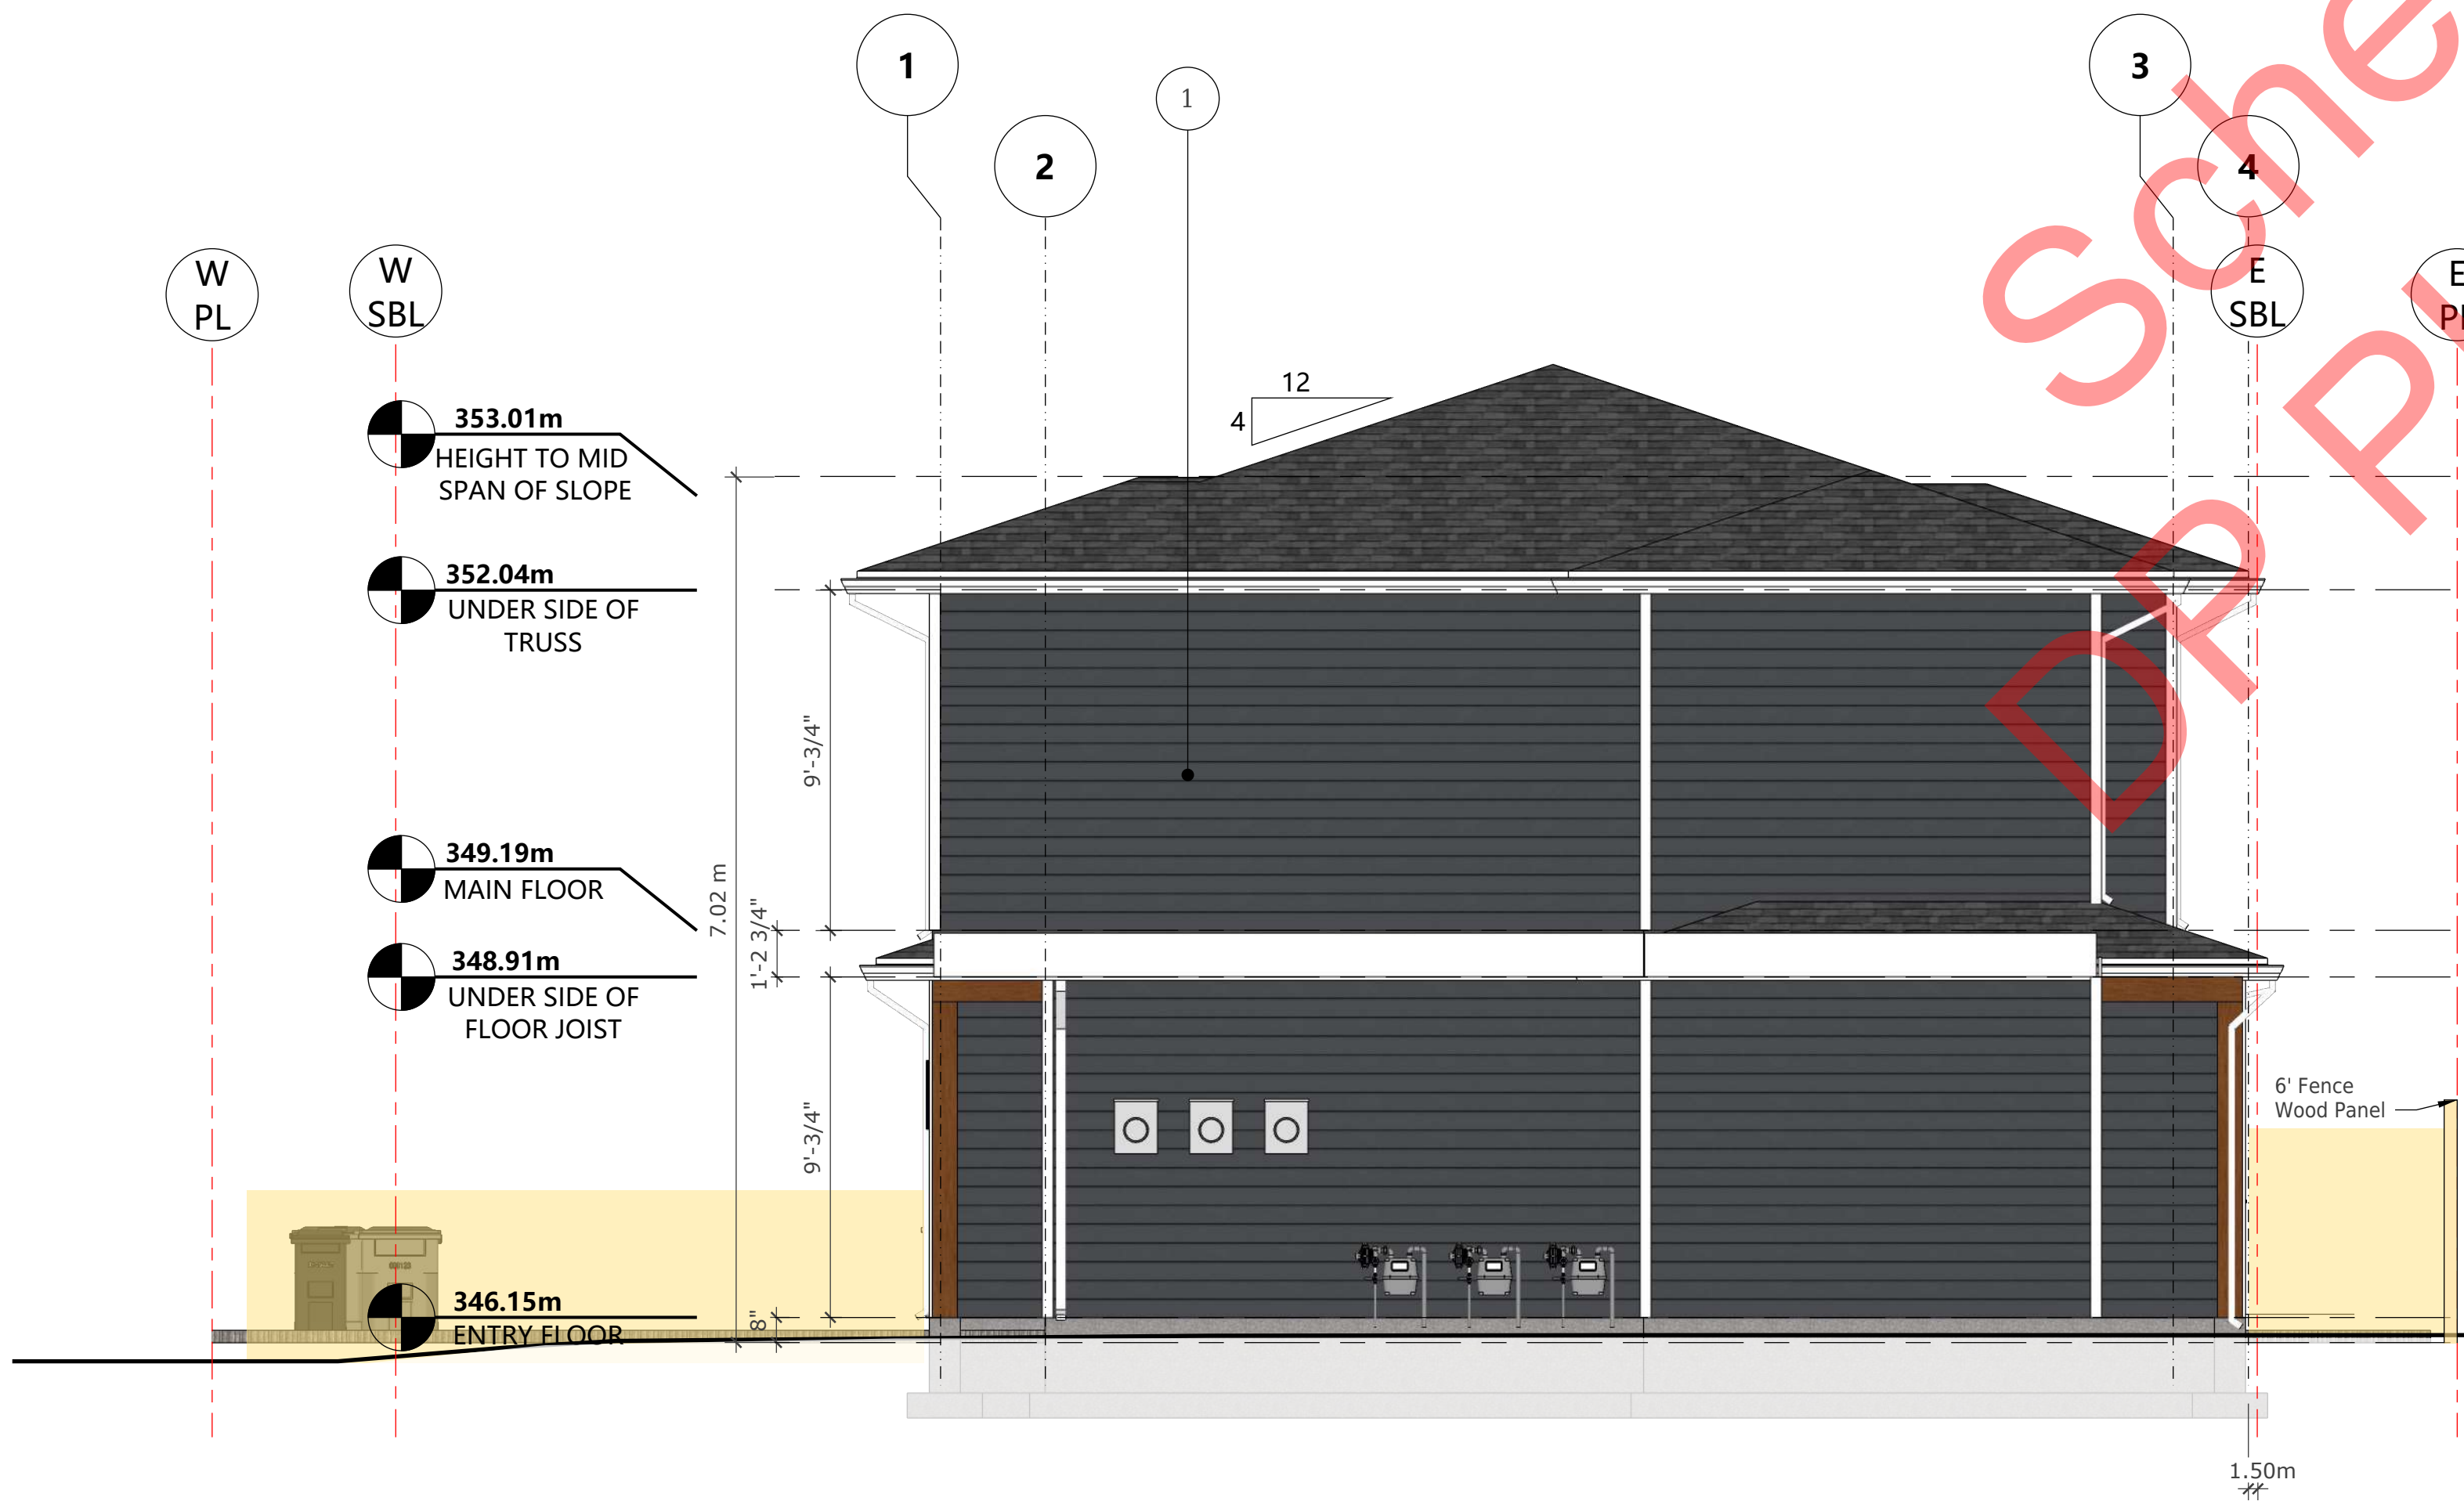 1
3
1
2
4
W
PL
W
SBL
E
SBL
E
12
4
353.01m
HEIGHT TO MID
SPAN OF SLOPE
352.04m
UNDER SIDE OF
TRUSS
9'-3/4"
349.19m
MAIN FLOOR
7.02 m
1'-2 3/4"
348.91m
UNDER SIDE OF
FLOOR JOIST
6' Fence
Wood Panel
9'-3/4"
346.15m
ENTRY FLOOR
8"
1.50m
DP